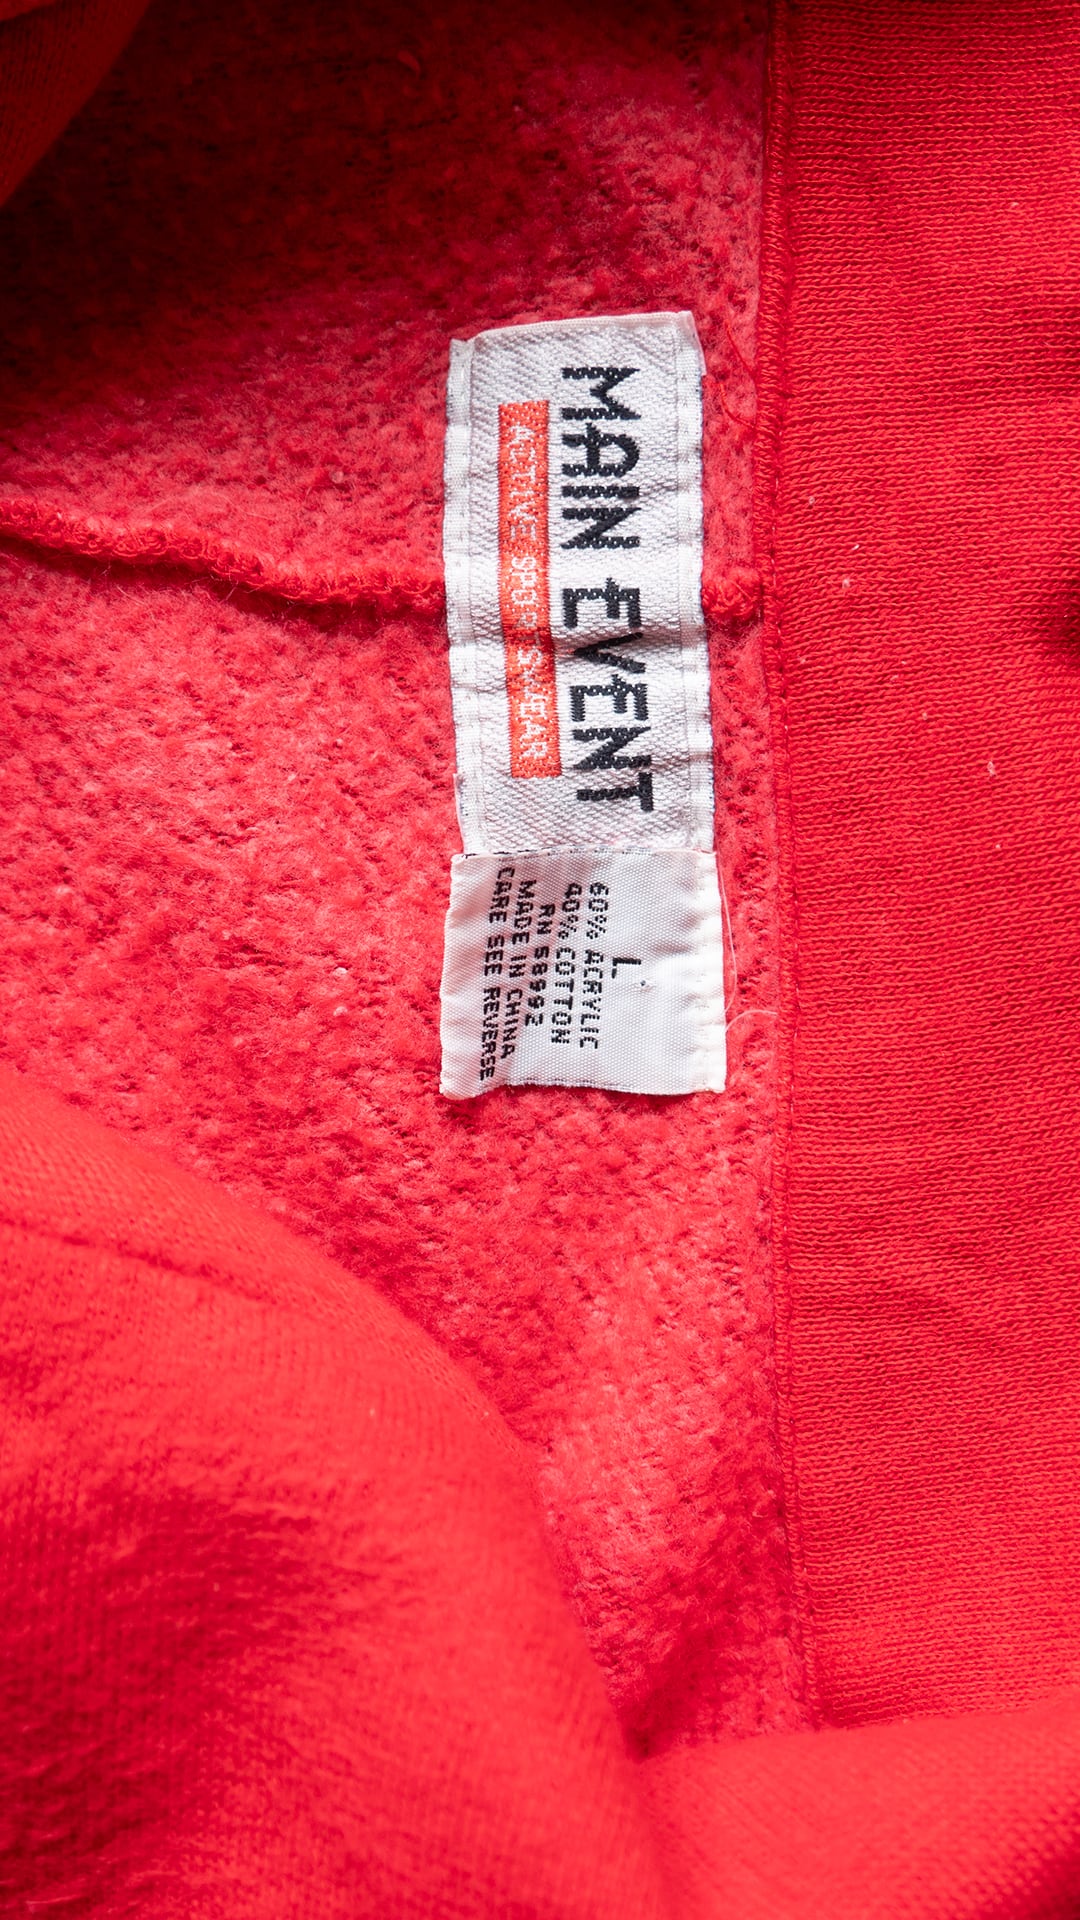 MAIN EVENT
ACTIVE SPORTSWEAR
L
60% ACRYLIC
40% COTTON
RN 58992
MADE IN CHINA
CARE SEE REVERSE